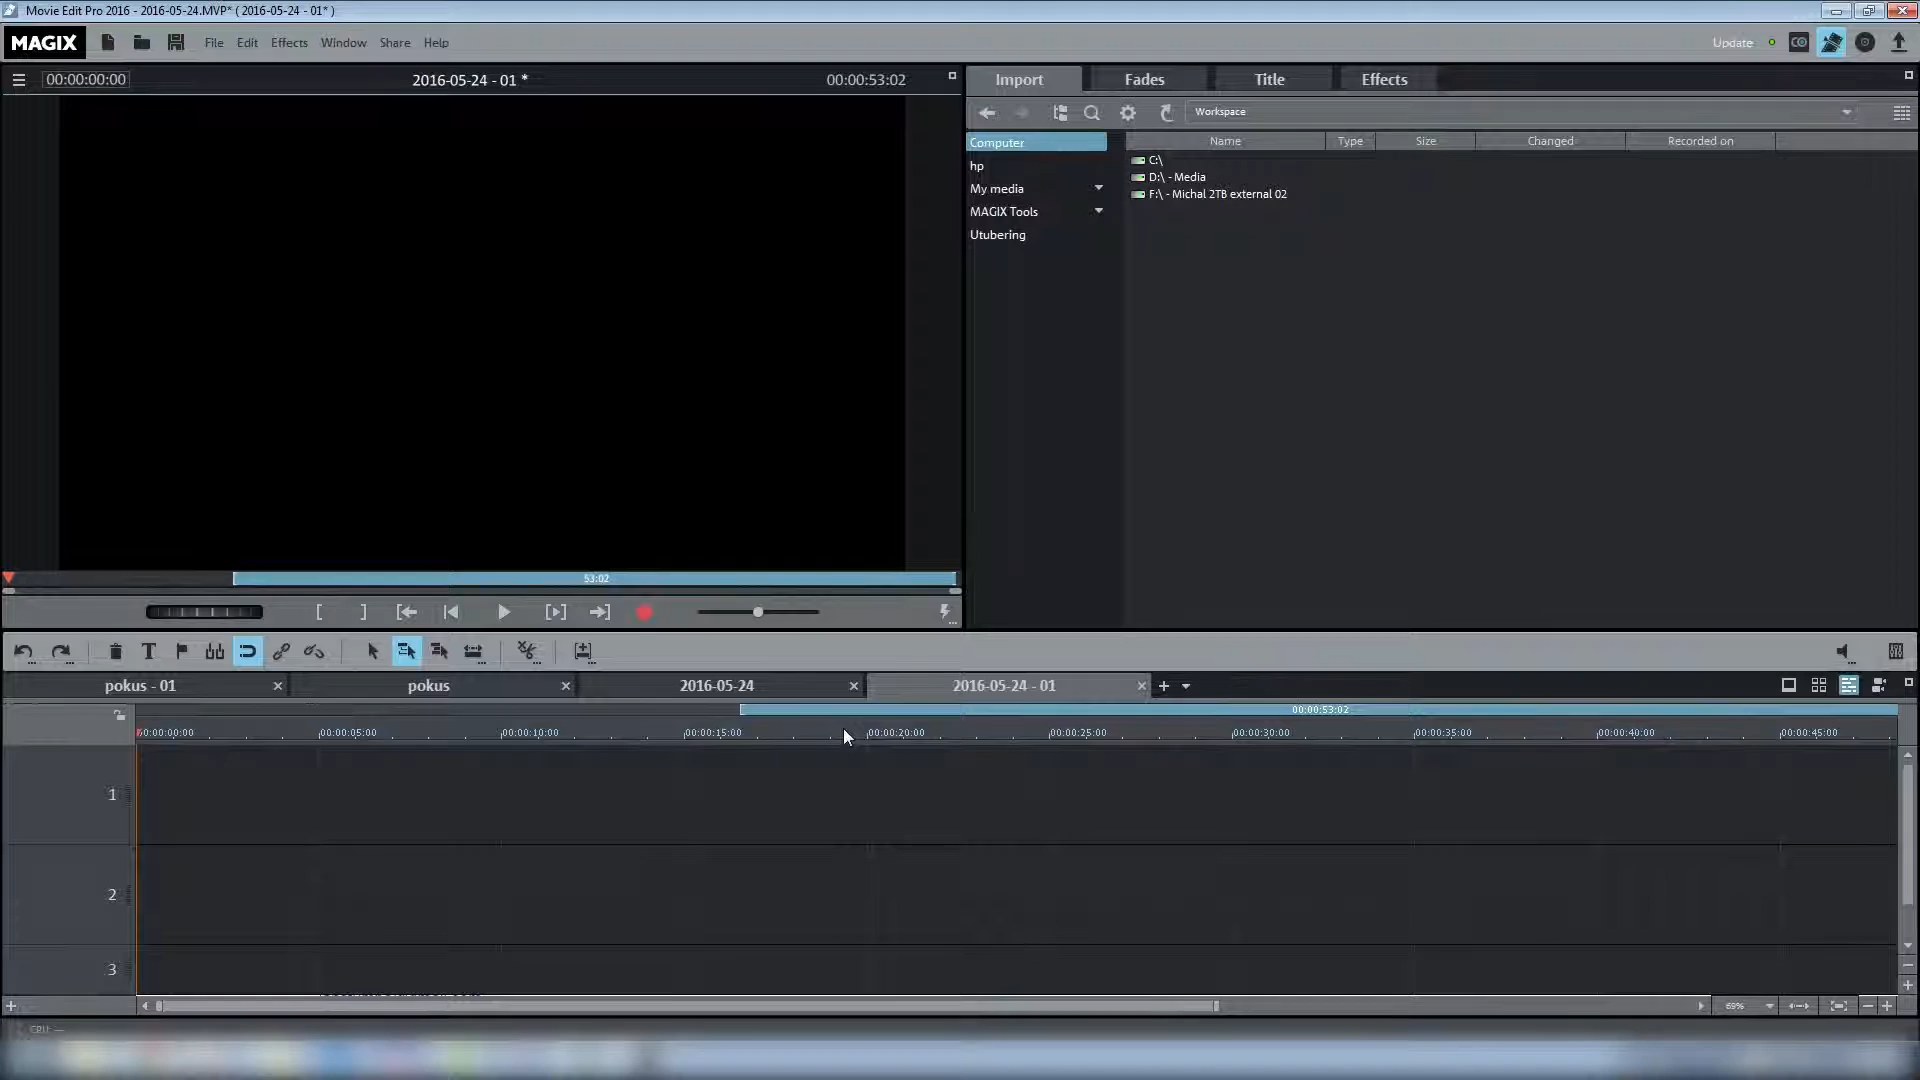 Movie Edit Pro 2016 - 2016-05-24.MVP* ( 2016-05-24 - 01* )
MAGIX File Edit Effects Window Share Help Update
00:00:00:00 2016-05-24 - 01 * 00:00:53:02
Import Fades Title Effects
Workspace
Computer
hp
My media
MAGIX Tools
Utubering
Name Type Size Changed Recorded on
C:\
D:\ - Media
F:\ - Michal 2TB external 02
53:02
pokus - 01 pokus 2016-05-24 2016-05-24 - 01
00:00:53:02
00:00:00:00 00:00:05:00 00:00:10:00 00:00:15:00 00:00:20:00 00:00:25:00 00:00:30:00 00:00:35:00 00:00:40:00 00:00:45:00
1
2
3
69%
CPU: —